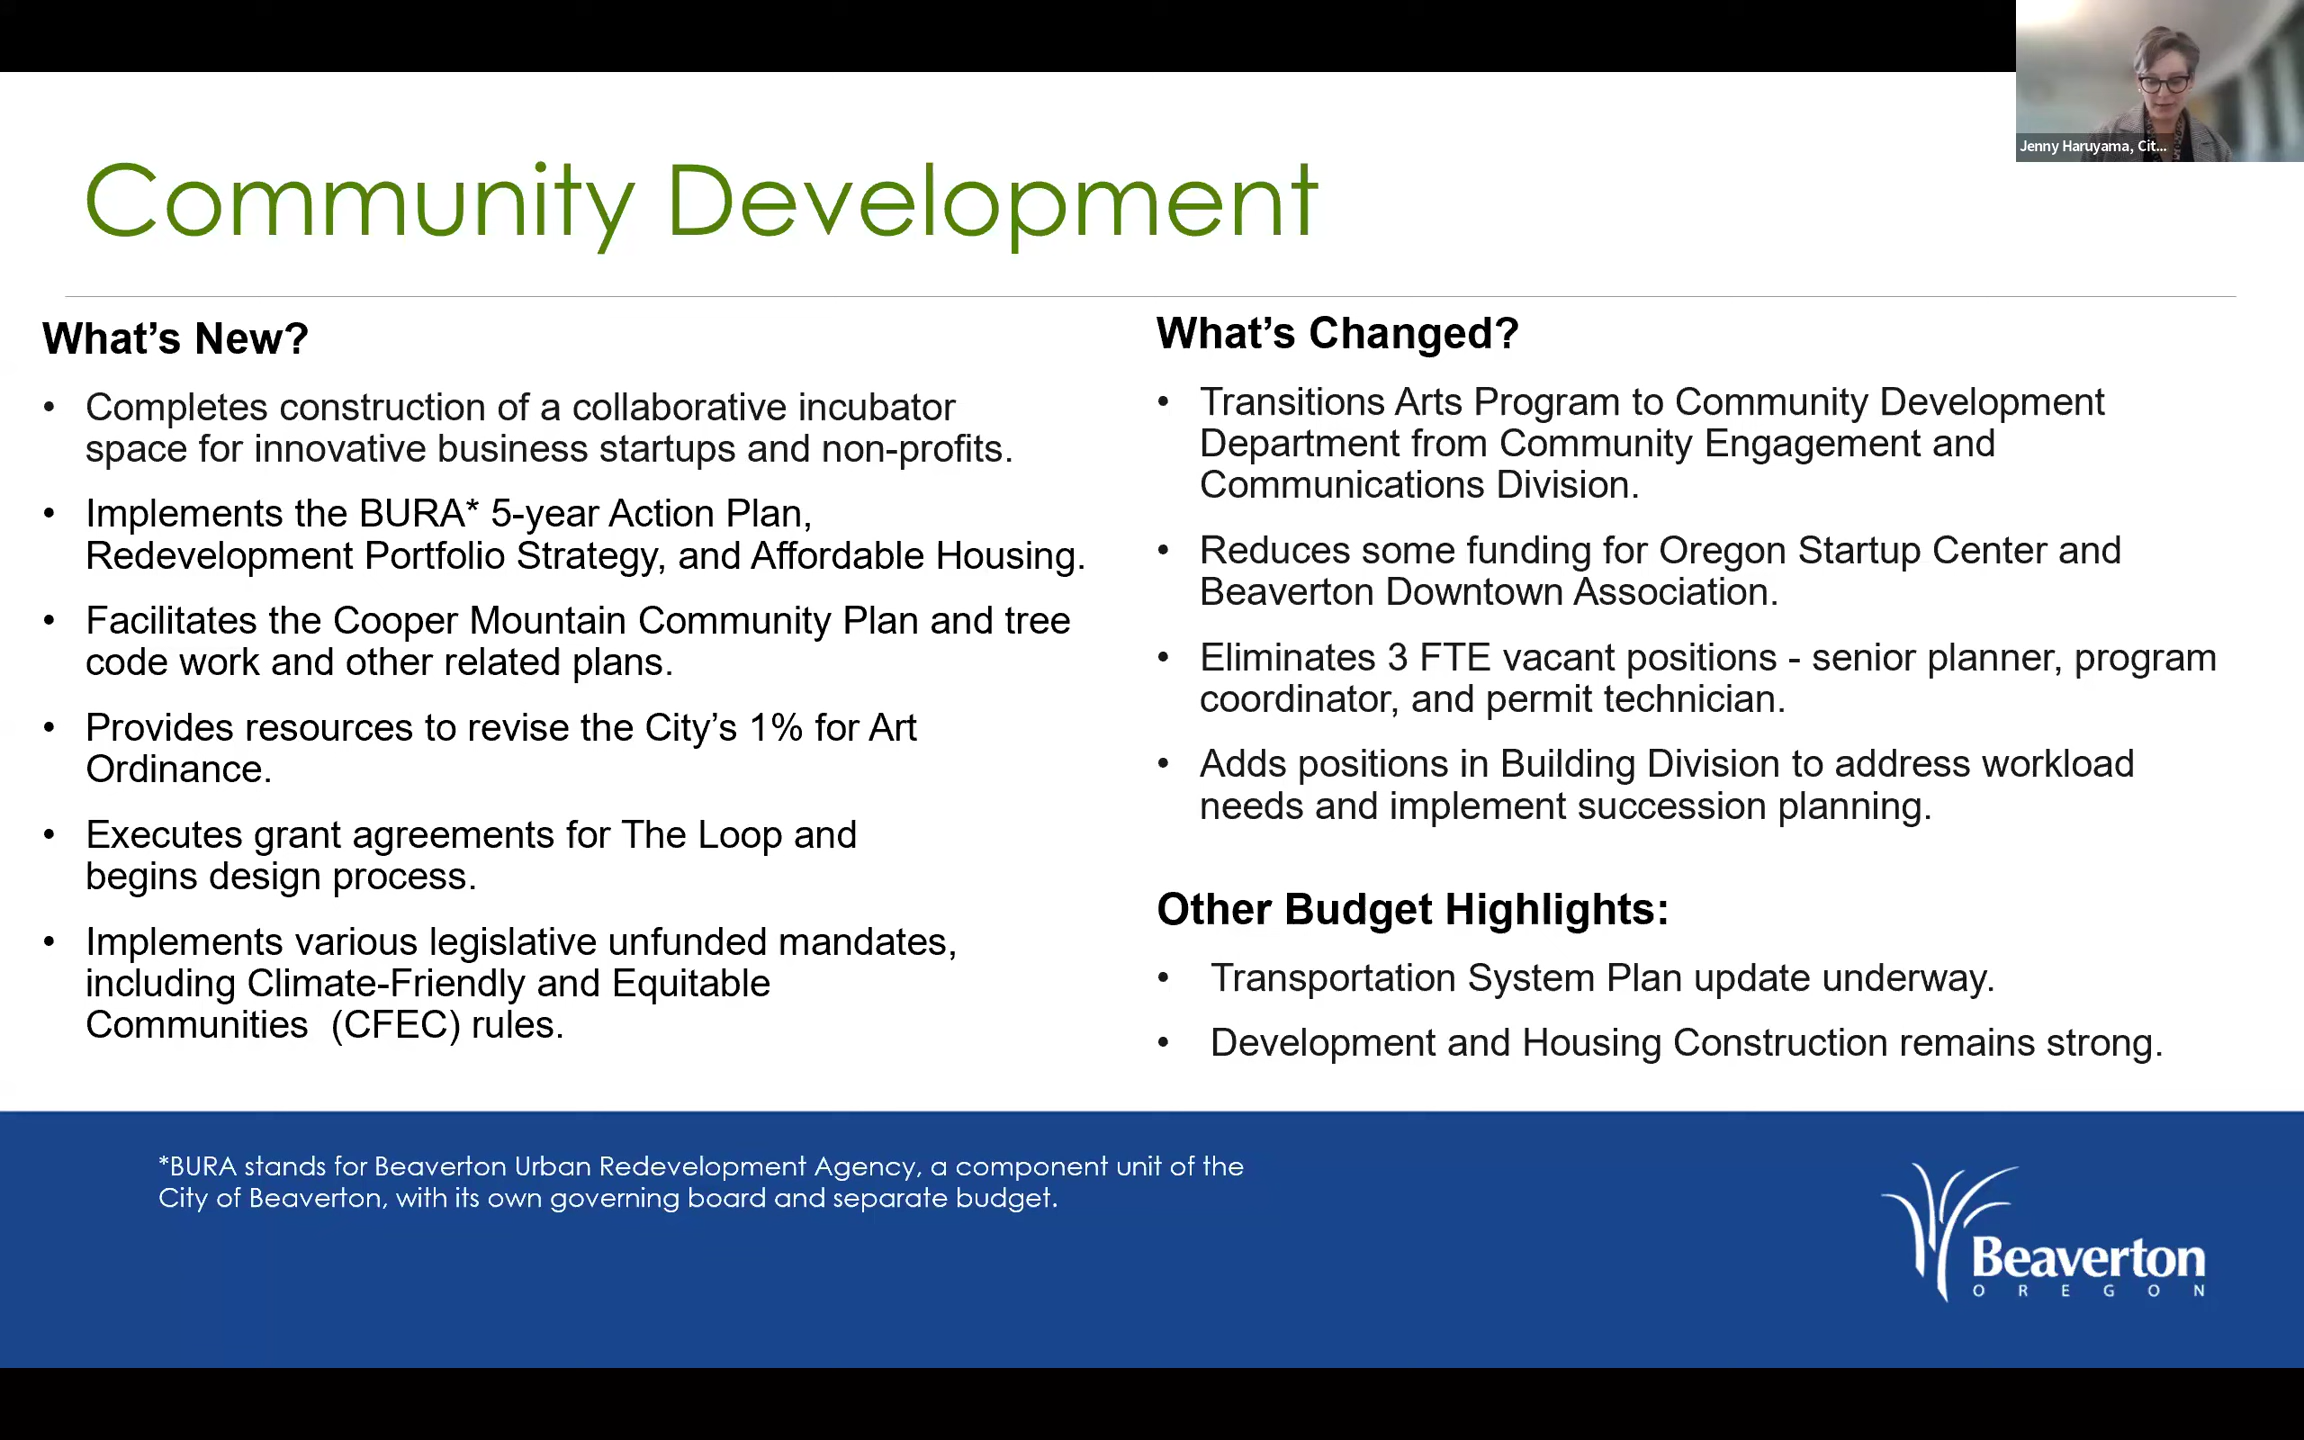 Jenny Haruyama, Cit...
Community Development
What's New?
• Completes construction of a collaborative incubator
space for innovative business startups and non-profits.
• Implements the BURA* 5-year Action Plan,
Redevelopment Portfolio Strategy, and Affordable Housing.
• Facilitates the Cooper Mountain Community Plan and tree
code work and other related plans.
• Provides resources to revise the City's 1% for Art
Ordinance.
• Executes grant agreements for The Loop and
begins design process.
• Implements various legislative unfunded mandates,
including Climate-Friendly and Equitable
Communities (CFEC) rules.
What's Changed?
• Transitions Arts Program to Community Development
Department from Community Engagement and
Communications Division.
• Reduces some funding for Oregon Startup Center and
Beaverton Downtown Association.
• Eliminates 3 FTE vacant positions - senior planner, program
coordinator, and permit technician.
• Adds positions in Building Division to address workload
needs and implement succession planning.
Other Budget Highlights:
• Transportation System Plan update underway.
• Development and Housing Construction remains strong.
*BURA stands for Beaverton Urban Redevelopment Agency, a component unit of the
City of Beaverton, with its own governing board and separate budget.
Beaverton
OREGON